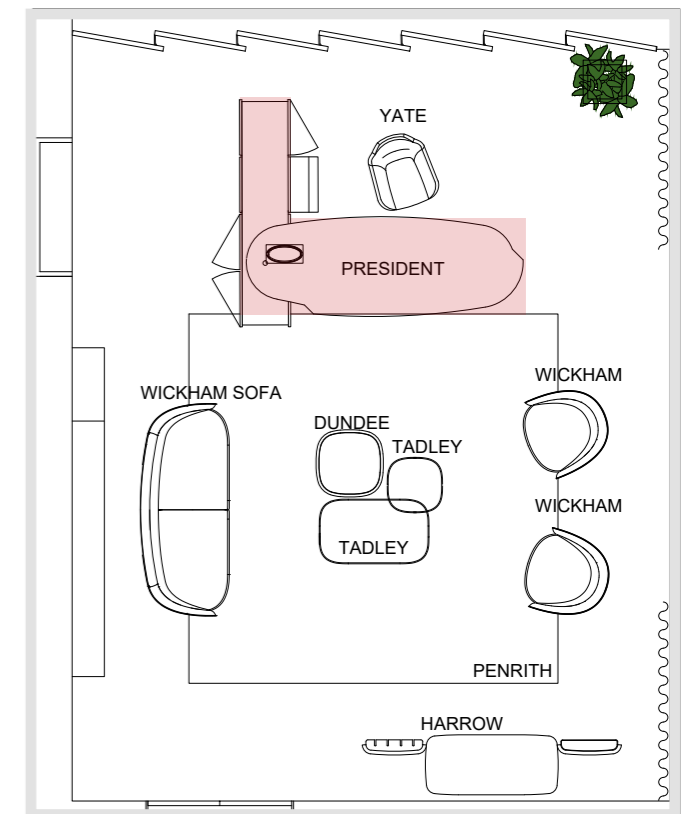 YATE
PRESIDENT
WICKHAM SOFA
WICKHAM
DUNDEE
TADLEY
WICKHAM
TADLEY
PENRITH
HARROW